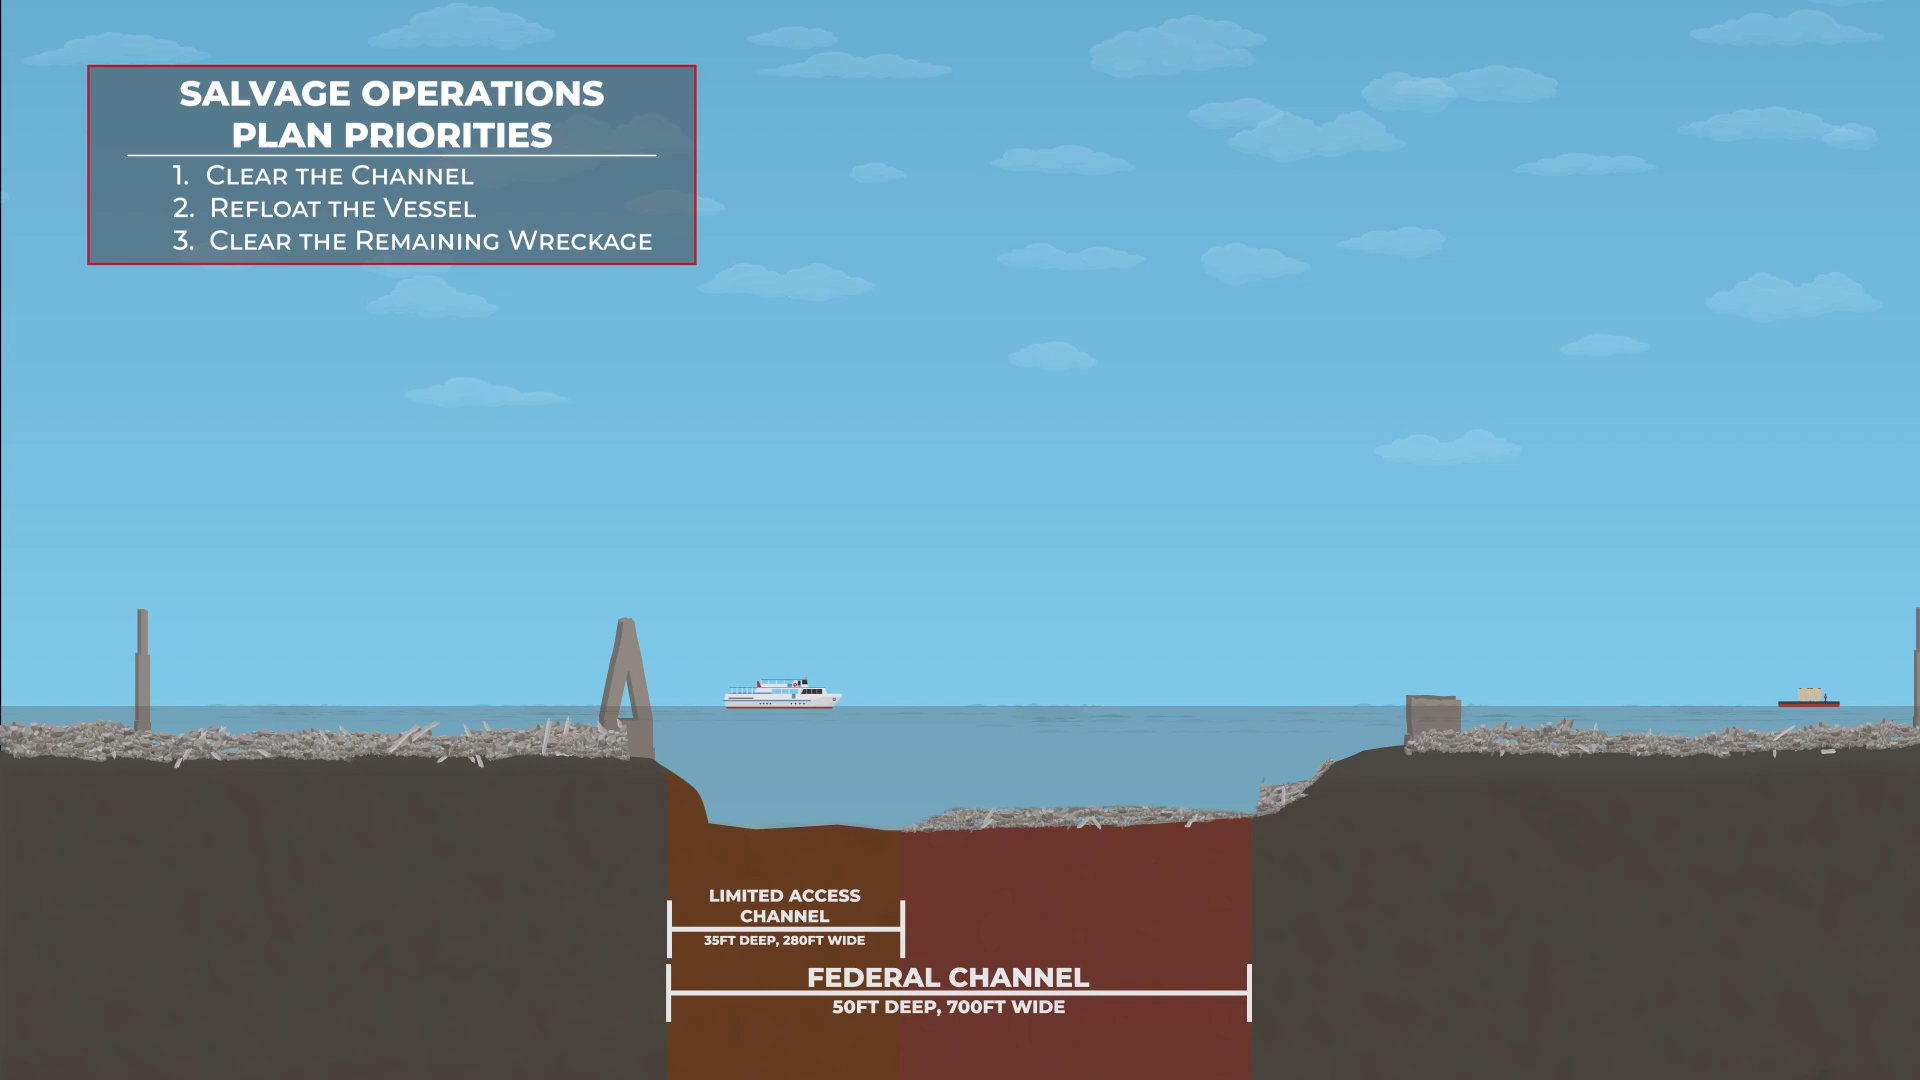 SALVAGE OPERATIONS
PLAN PRIORITIES
1. CLEAR THE CHANNEL
2. REFLOAT THE VESSEL
3. CLEAR THE REMAINING WRECKAGE
LIMITED ACCESS
CHANNEL
35FT DEEP, 280FT WIDE
FEDERAL CHANNEL
50FT DEEP, 700FT WIDE